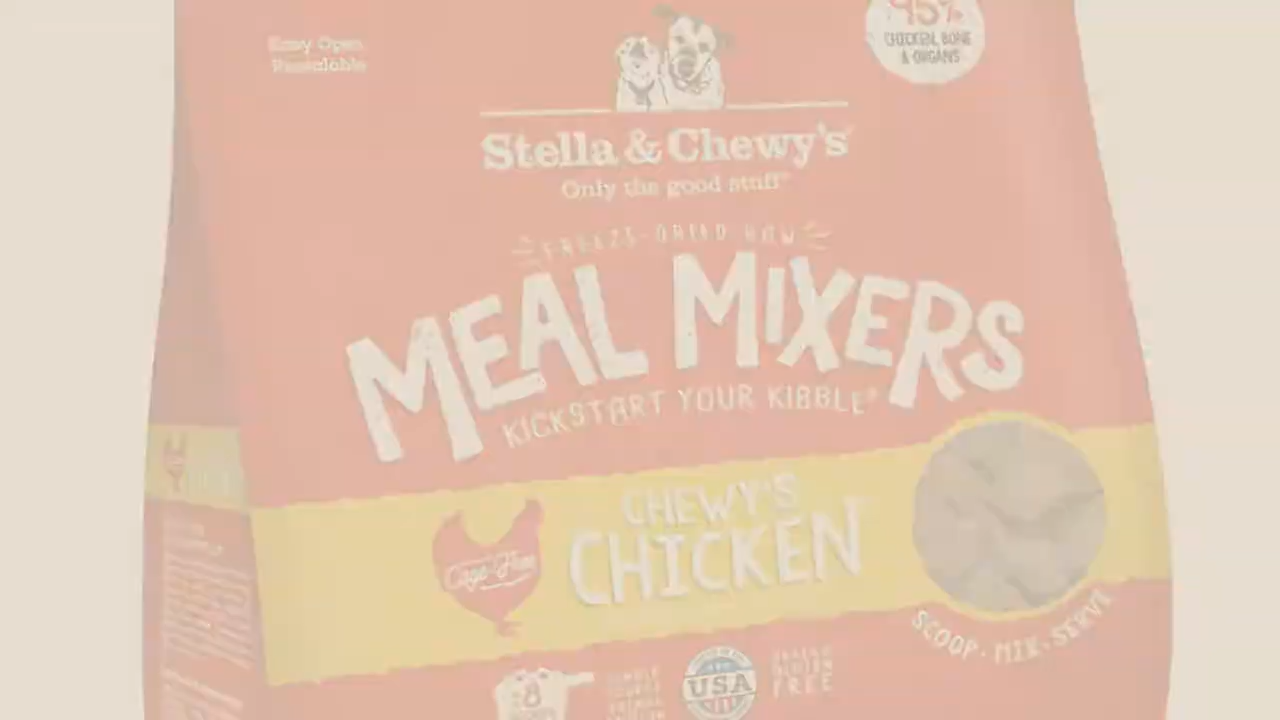 Easy Open
Resealable
95%
CHICKEN, BONE
& ORGANS
Stella & Chewy's
Only the good stuff
FREEZE-DRIED RAW
MEAL MIXERS
KICKSTART YOUR KIBBLE®
CHEWY'S
CHICKEN
Cage-Free
SCOOP · MIX · SERVE
8
USA
GLUTEN
FREE